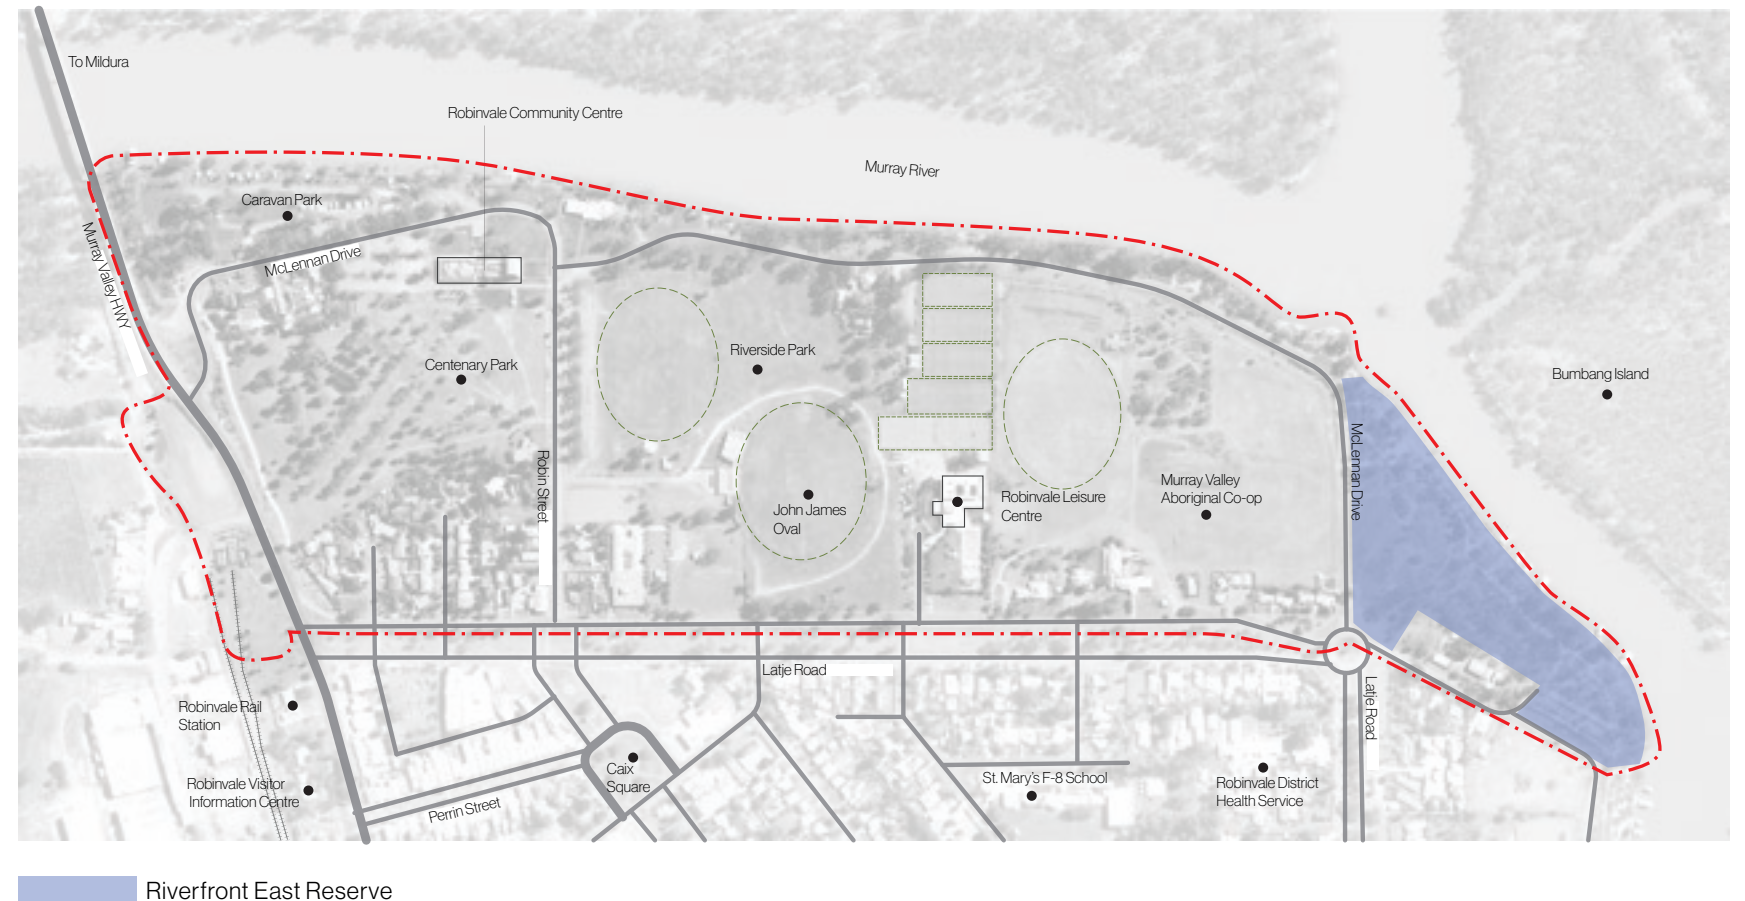 To Mildura
Robinvale Community Centre
Murray River
Caravan Park
McLennan Drive
Murray Valley HWY
Centenary Park
Riverside Park
Bumbang Island
Robin Street
McLennan Drive
John James
Oval
Robinvale Leisure
Centre
Murray Valley
Aboriginal Co-op
Latje Road
Latje Road
Robinvale Rail
Station
Caix
Square
St. Mary's F-8 School
Robinvale District
Health Service
Robinvale Visitor
Information Centre
Perrin Street
Riverfront East Reserve